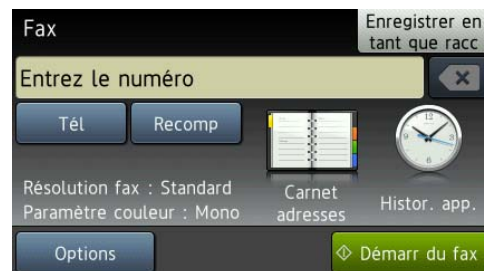 Fax
Enregistrer en
tant que racc
Entrez le numéro
Tél
Recomp
Résolution fax : Standard
Paramètre couleur : Mono
Carnet
adresses
Histor. app.
Options
Démarr du fax